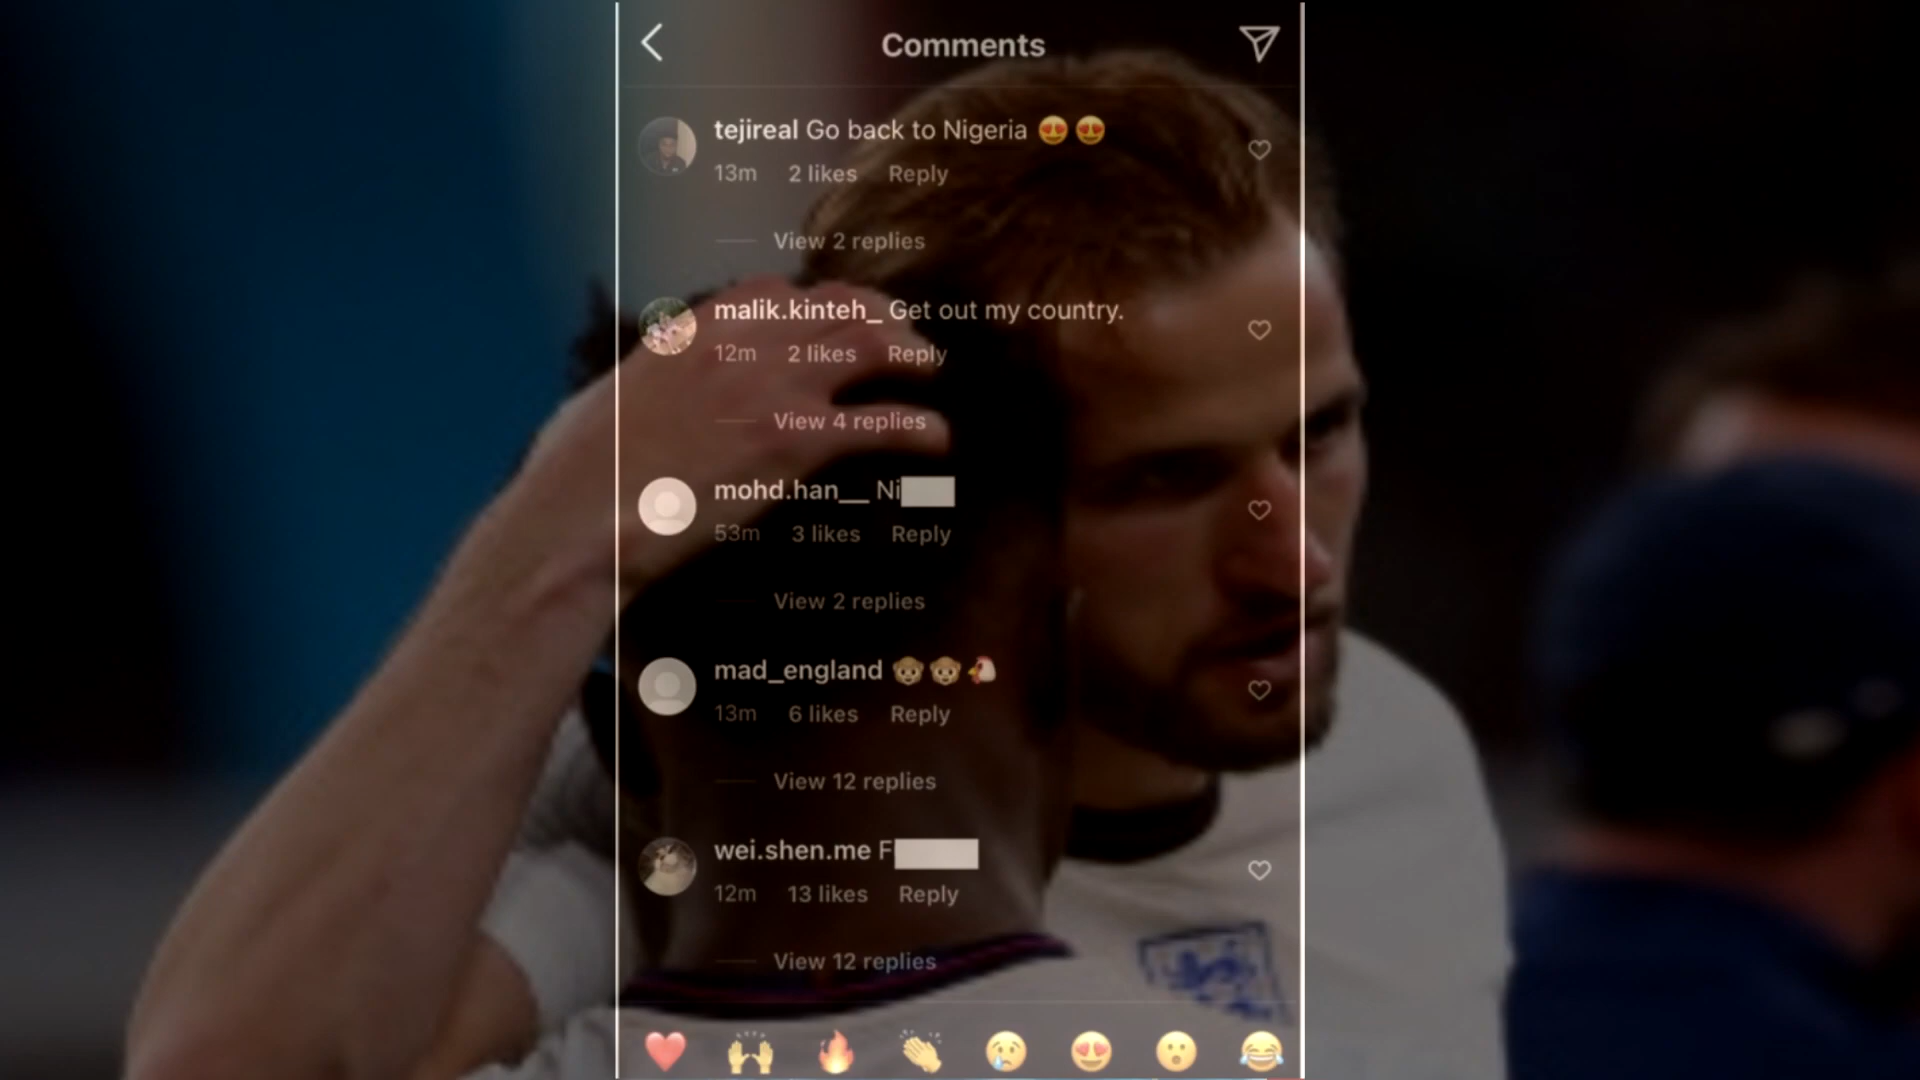 Comments
tejireal Go back to Nigeria 😍😍
13m 2 likes Reply
View 2 replies
malik.kinteh_ Get out my country.
12m 2 likes Reply
View 4 replies
mohd.han__ Ni
53m 3 likes Reply
View 2 replies
mad_england 🐵🐵🐔
13m 6 likes Reply
View 12 replies
wei.shen.me F
12m 13 likes Reply
View 12 replies